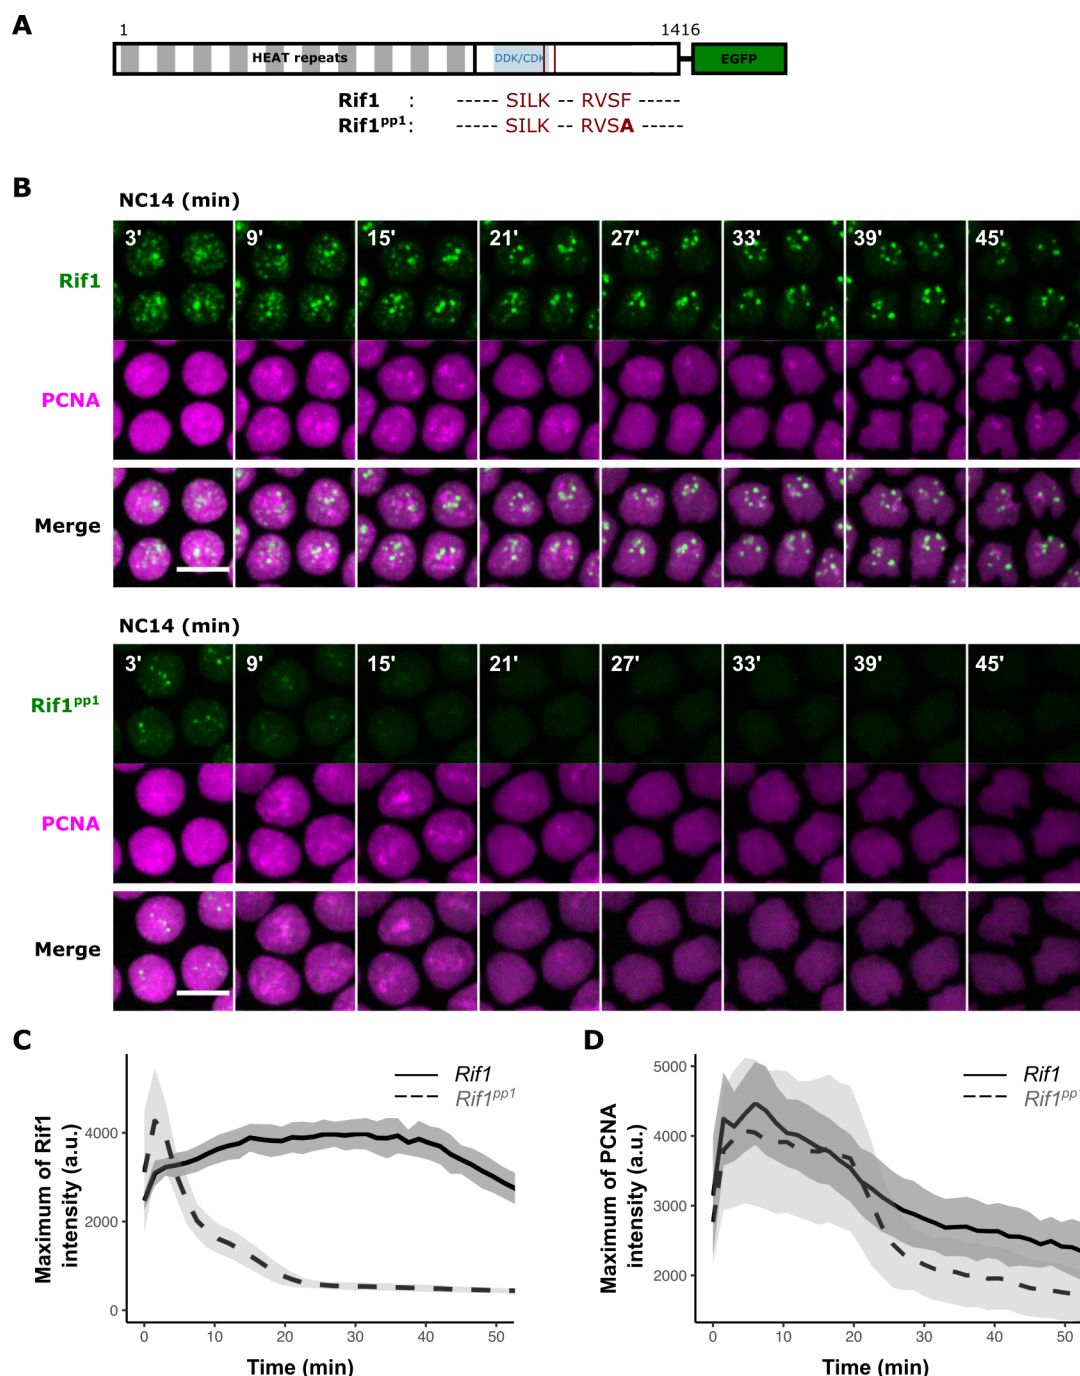 A
1
1416
HEAT repeats
DDK/CDK
EGFP
Rif1 : ----- SILK -- RVSF ----
Rif1pp1 : ----- SILK -- RVSA -----
B
NC14 (min)
3' 9' 15' 21' 27' 33' 39' 45'
Rif1
PCNA
Merge
NC14 (min)
3' 9' 15' 21' 27' 33' 39' 45'
Rif1pp1
PCNA
Merge
C
Rif1
Rif1pp1
Maximum of Rif1
intensity (a.u.)
4000
2000
0
0 10 20 30 40 50
Time (min)
D
Rif1
Rif1pp1
Maximum of PCNA
intensity (a.u.)
5000
4000
3000
2000
0 10 20 30 40 50
Time (min)